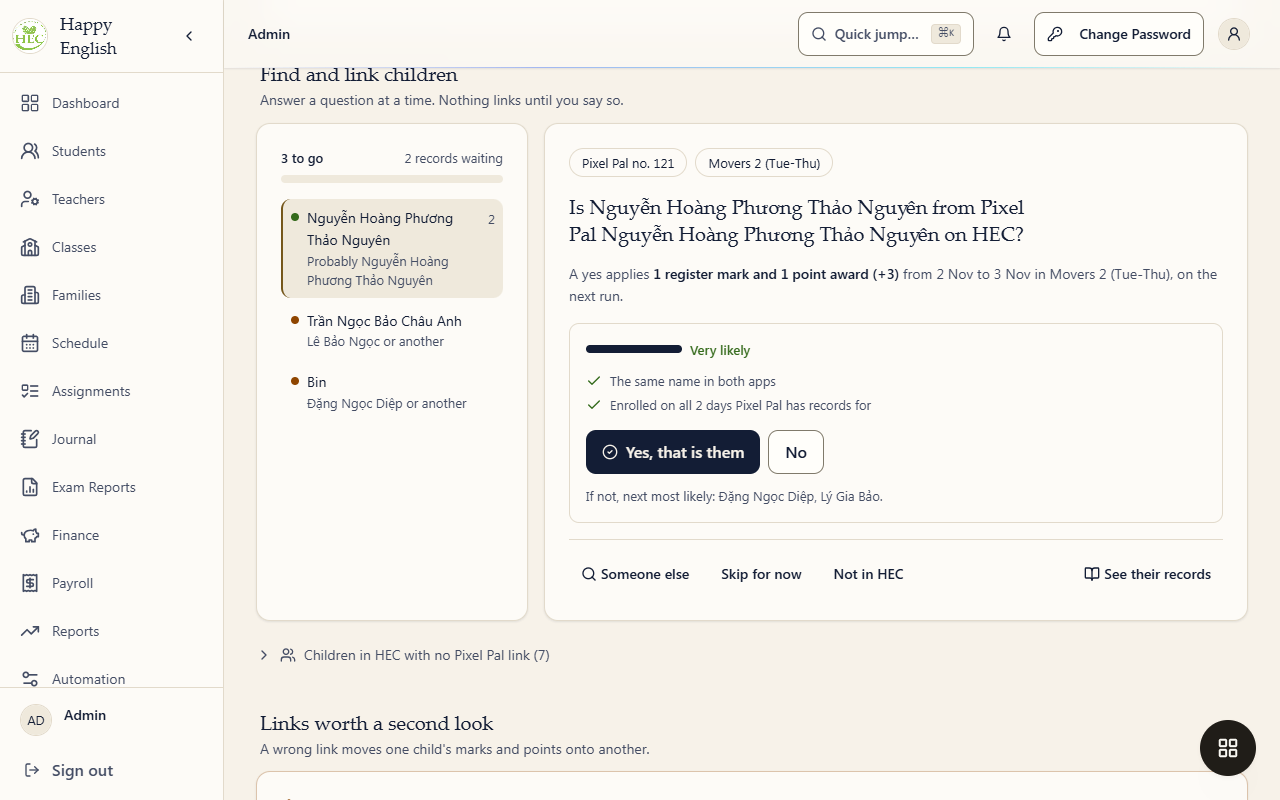 HEC
Happy
English
Admin
Quick jump...
⌘K
Change Password
Dashboard
Students
Teachers
Classes
Families
Schedule
Assignments
Journal
Exam Reports
Finance
Payroll
Reports
Automation
AD
Admin
Sign out
Find and link children
Answer a question at a time. Nothing links until you say so.
3 to go
2 records waiting
Nguyễn Hoàng Phương
Thảo Nguyên
2
Probably Nguyễn Hoàng
Phương Thảo Nguyên
Trần Ngọc Bảo Châu Anh
Lê Bảo Ngọc or another
Bin
Đặng Ngọc Diệp or another
Pixel Pal no. 121
Movers 2 (Tue-Thu)
Is Nguyễn Hoàng Phương Thảo Nguyên from Pixel
Pal Nguyễn Hoàng Phương Thảo Nguyên on HEC?
A yes applies 1 register mark and 1 point award (+3) from 2 Nov to 3 Nov in Movers 2 (Tue-Thu), on the
next run.
Very likely
The same name in both apps
Enrolled on all 2 days Pixel Pal has records for
Yes, that is them
No
If not, next most likely: Đặng Ngọc Diệp, Lý Gia Bảo.
Someone else
Skip for now
Not in HEC
See their records
Children in HEC with no Pixel Pal link (7)
Links worth a second look
A wrong link moves one child's marks and points onto another.